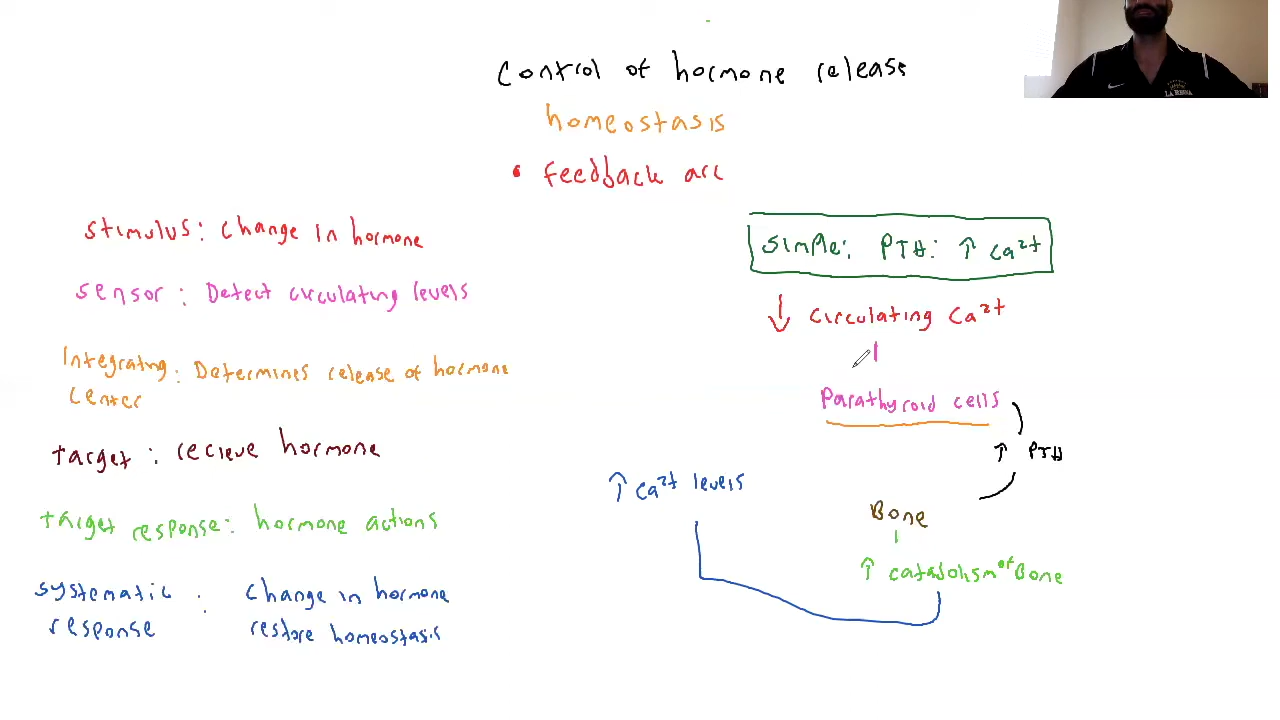 Control of hormone release
homeostasis
• feedback arc
stimulus: change in hormone
sensor: Detect circulating levels
Integrating: Determines release of hormone
center
target: recieve hormone
target response: hormone actions
systematic : change in hormone
response restore homeostasis
simple: PTH: ↑ Ca²⁺
↓ circulating Ca²⁺
Parathyroid cells
↑ PTH
Bone
↑ catabolism of Bone
↑ Ca²⁺ levels
LA REINA